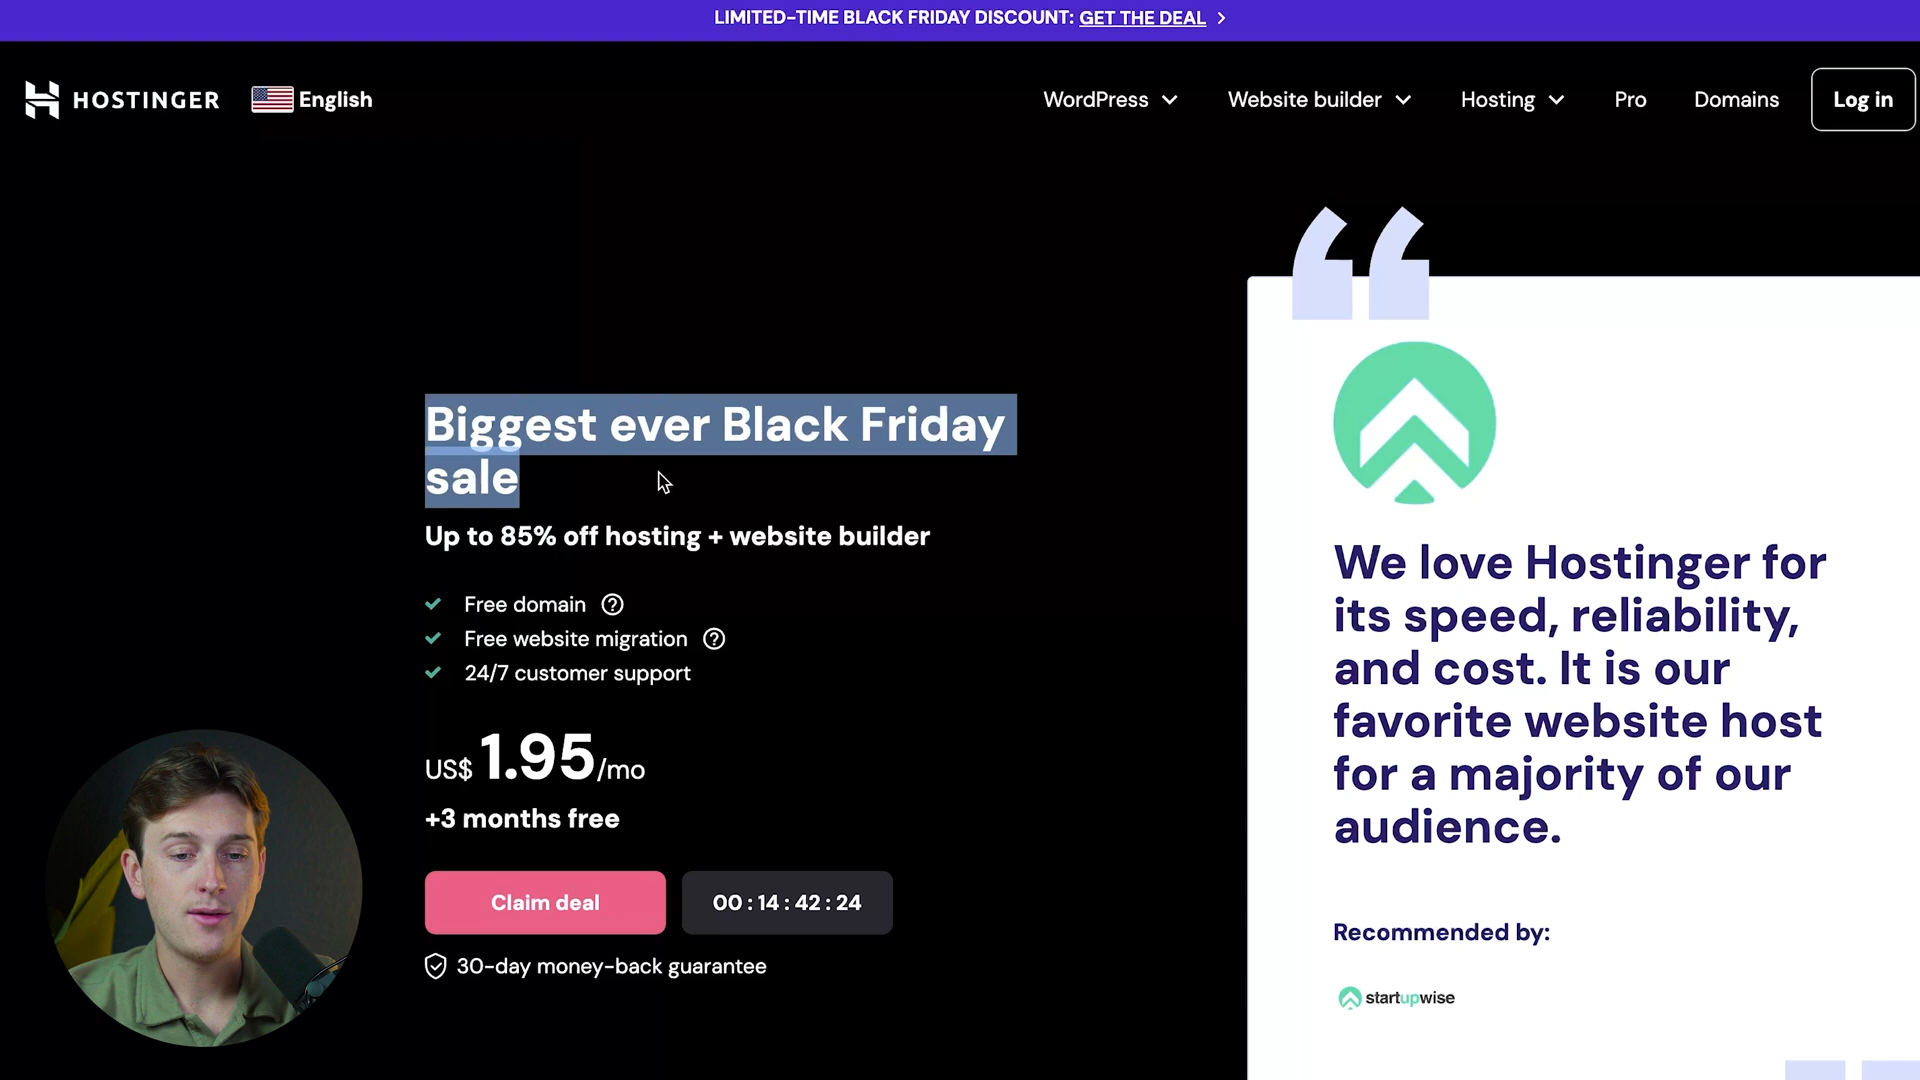 LIMITED-TIME BLACK FRIDAY DISCOUNT: GET THE DEAL
HOSTINGER
English
WordPress
Website builder
Hosting
Pro
Domains
Log in
Biggest ever Black Friday
sale
Up to 85% off hosting + website builder
Free domain
Free website migration
24/7 customer support
US$ 1.95/mo
+3 months free
Claim deal
00 : 14 : 42 : 24
30-day money-back guarantee
We love Hostinger for
its speed, reliability,
and cost. It is our
favorite website host
for a majority of our
audience.
Recommended by:
startupwise